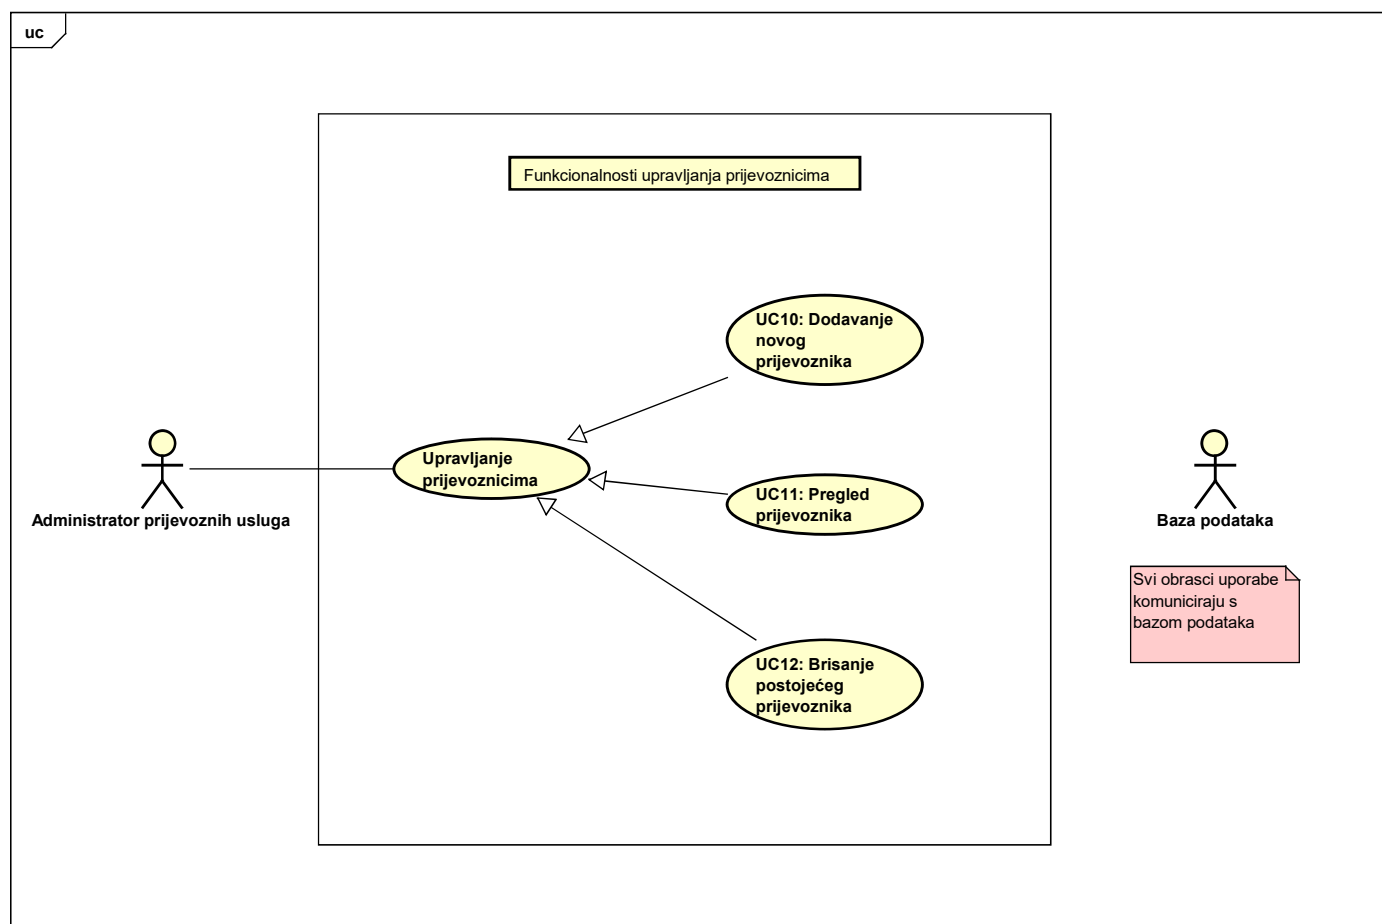 uc
Funkcionalnosti upravljanja prijevoznicima
UC10: Dodavanje
novog
prijevoznika
Upravljanje
prijevoznicima
UC11: Pregled
prijevoznika
Administrator prijevoznih usluga
Baza podataka
Svi obrasci uporabe
komuniciraju s
bazom podataka
UC12: Brisanje
postojećeg
prijevoznika